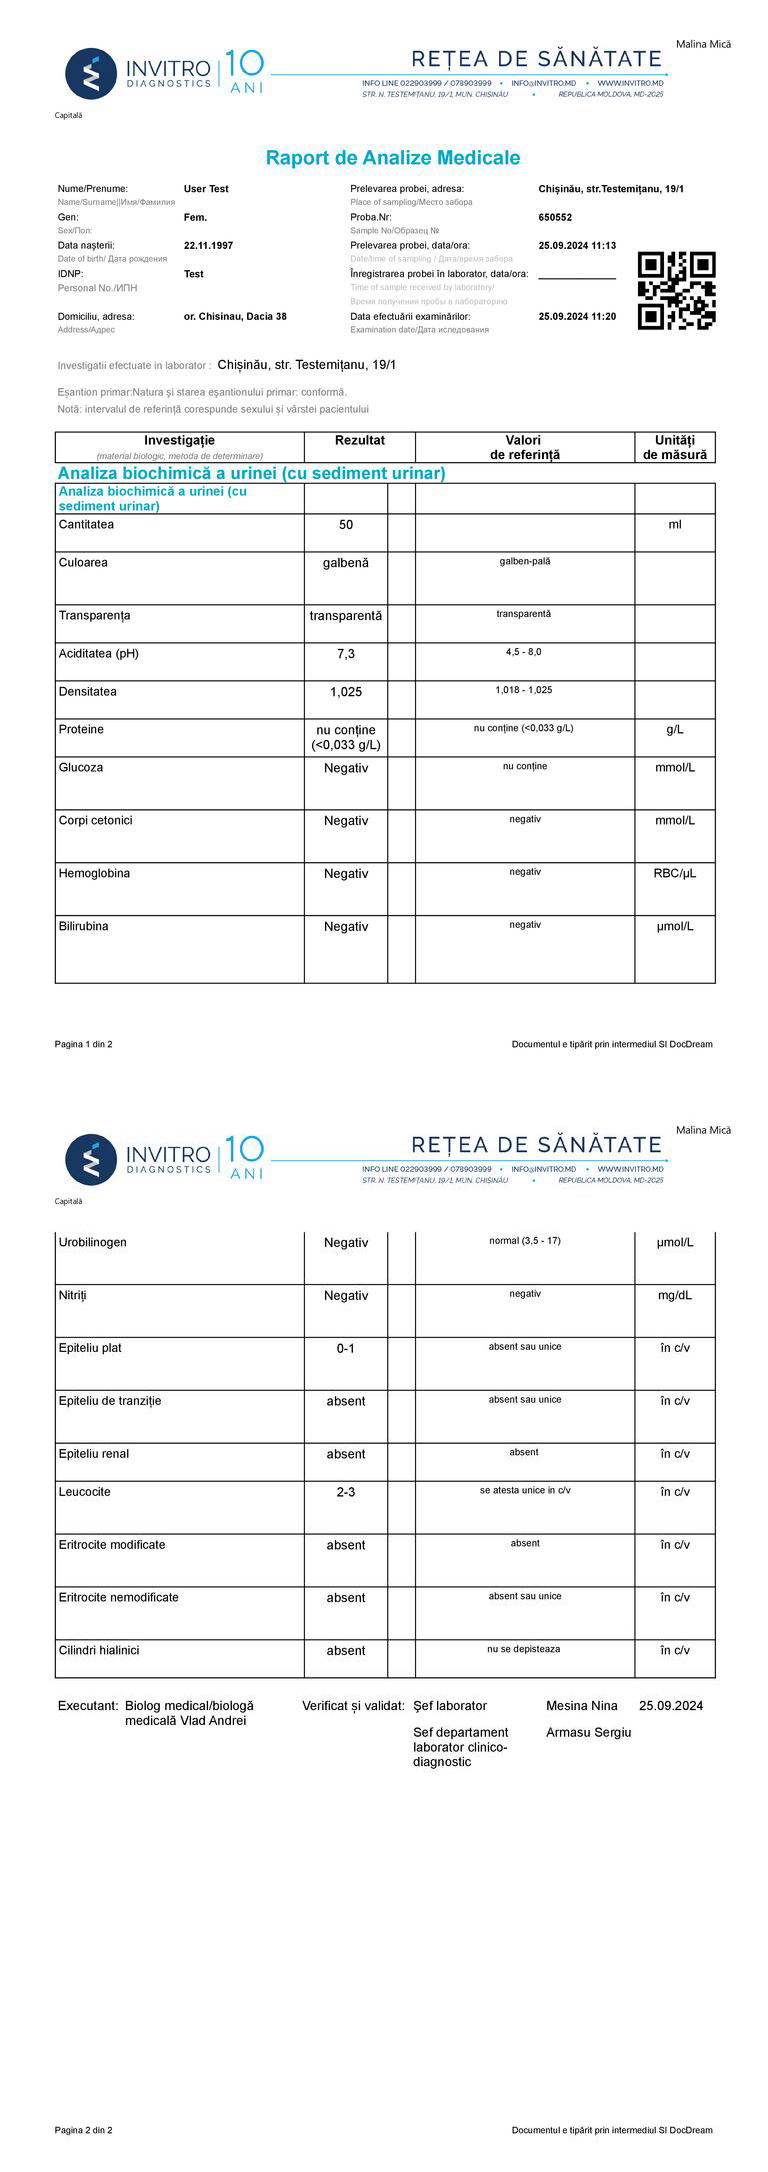 Malina Mică
INVITRO
DIAGNOSTICS
10
ANI
REȚEA DE SĂNĂTATE
INFO LINE 022903999 / 078903999 • INFO@INVITRO.MD • WWW.INVITRO.MD
STR. N. TESTEMIȚANU, 19/1, MUN. CHIȘINĂU • REPUBLICA MOLDOVA, MD-2025
Capitală
Raport de Analize Medicale
Nume/Prenume: User Test Prelevarea probei, adresa: Chișinău, str.Testemițanu, 19/1
Name/Surname||Имя/Фамилия Place of sampling/Место забора
Gen: Fem. Proba.Nr: 650552
Sex/Пол: Sample No/Образец №
Data naşterii: 22.11.1997 Prelevarea probei, data/ora: 25.09.2024 11:13
Date of birth/ Дата рождения Date/time of sampling / Дата/время забора
IDNP: Test Înregistrarea probei în laborator, data/ora:
Personal No./ИПН Time of sample received by laboratory/
Время получения пробы в лабораторию
Domiciliu, adresa: or. Chisinau, Dacia 38 Data efectuării examinărilor: 25.09.2024 11:20
Address/Адрес Examination date/Дата иследования
Investigatii efectuate in laborator : Chișinău, str. Testemițanu, 19/1
Eșantion primar:Natura şi starea eşantionului primar: conformă.
Notă: intervalul de referință corespunde sexului și vârstei pacientului
Investigație Rezultat Valori Unități
(material biologic, metoda de determinare) de referință de măsură
Analiza biochimică a urinei (cu sediment urinar)
Analiza biochimică a urinei (cu
sediment urinar)
Cantitatea 50 ml
Culoarea galbenă galben-pală
Transparența transparentă transparentă
Aciditatea (pH) 7,3 4,5 - 8,0
Densitatea 1,025 1,018 - 1,025
Proteine nu conține nu conține (<0,033 g/L) g/L
(<0,033 g/L)
Glucoza Negativ nu conține mmol/L
Corpi cetonici Negativ negativ mmol/L
Hemoglobina Negativ negativ RBC/µL
Bilirubina Negativ negativ µmol/L
Pagina 1 din 2 Documentul e tipărit prin intermediul SI DocDream
Malina Mică
INVITRO
DIAGNOSTICS
10
ANI
REȚEA DE SĂNĂTATE
INFO LINE 022903999 / 078903999 • INFO@INVITRO.MD • WWW.INVITRO.MD
STR. N. TESTEMIȚANU, 19/1, MUN. CHIȘINĂU • REPUBLICA MOLDOVA, MD-2025
Capitală
Urobilinogen Negativ normal (3,5 - 17) µmol/L
Nitriți Negativ negativ mg/dL
Epiteliu plat 0-1 absent sau unice în c/v
Epiteliu de tranziție absent absent sau unice în c/v
Epiteliu renal absent absent în c/v
Leucocite 2-3 se atesta unice in c/v în c/v
Eritrocite modificate absent absent în c/v
Eritrocite nemodificate absent absent sau unice în c/v
Cilindri hialinici absent nu se depisteaza în c/v
Executant: Biolog medical/biologă Verificat și validat: Șef laborator Mesina Nina 25.09.2024
medicală Vlad Andrei
Sef departament Armasu Sergiu
laborator clinico-
diagnostic
Pagina 2 din 2 Documentul e tipărit prin intermediul SI DocDream